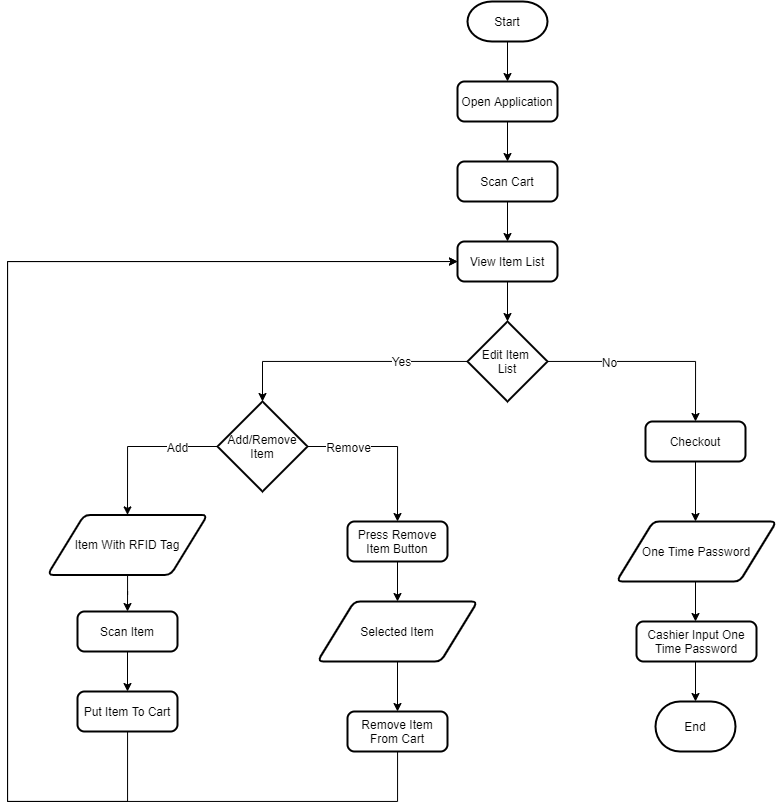 Start
Open Application
Scan Cart
View Item List
Edit Item
List
Yes
No
Add/Remove
Item
Add
Remove
Checkout
Item With RFID Tag
Press Remove
Item Button
One Time Password
Scan Item
Selected Item
Cashier Input One
Time Password
Put Item To Cart
Remove Item
From Cart
End